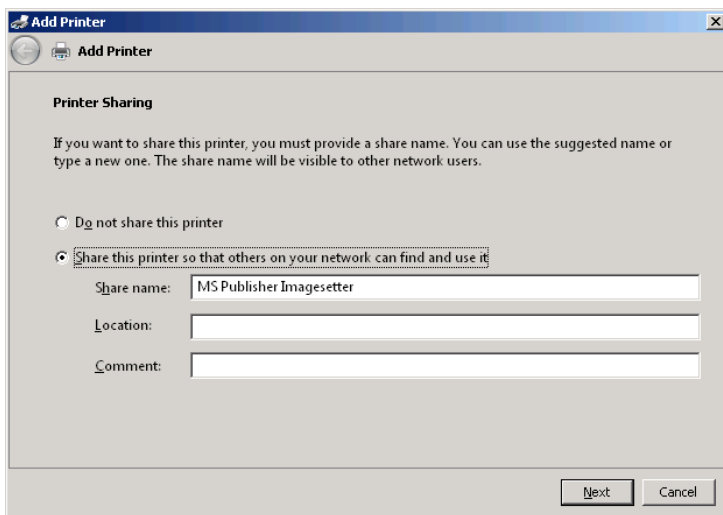 Add Printer
Add Printer
Printer Sharing
If you want to share this printer, you must provide a share name. You can use the suggested name or
type a new one. The share name will be visible to other network users.
Do not share this printer
Share this printer so that others on your network can find and use it
Share name: MS Publisher Imagesetter
Location:
Comment:
Next Cancel